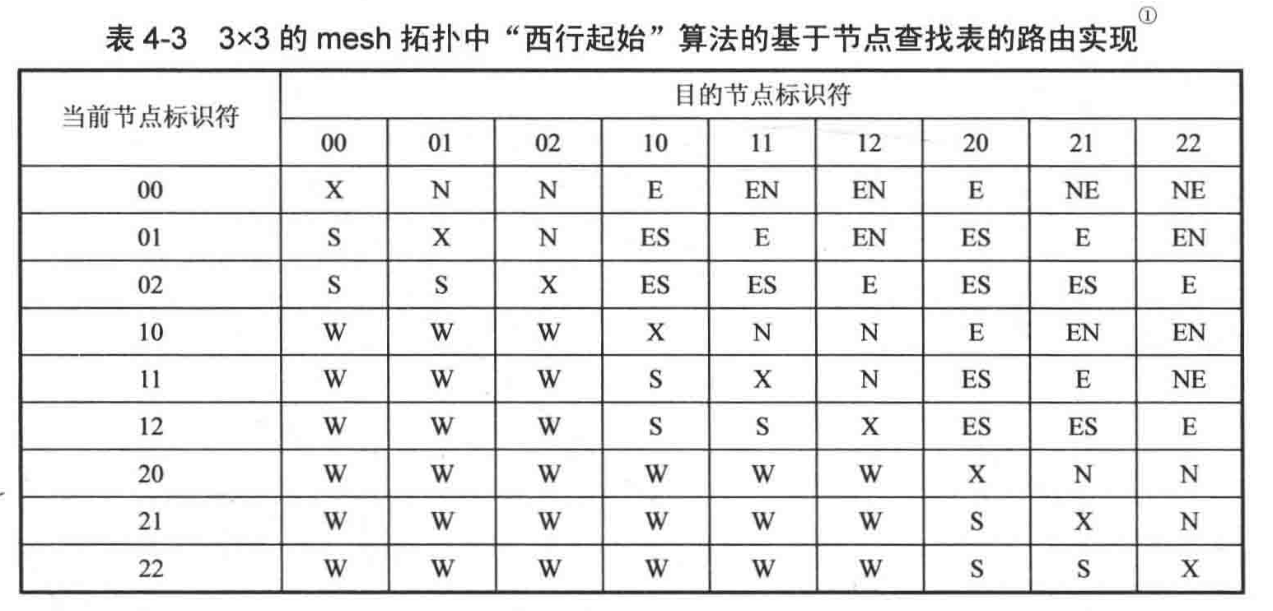 表 4-3 3×3 的 mesh 拓扑中“西行起始”算法的基于节点查找表的路由实现①
当前节点标识符 目的节点标识符
00 01 02 10 11 12 20 21 22
00 X N N E EN EN E NE NE
01 S X N ES E EN ES E EN
02 S S X ES ES E ES ES E
10 W W W X N N E EN EN
11 W W W S X N ES E NE
12 W W W S S X ES ES E
20 W W W W W W X N N
21 W W W W W W S X N
22 W W W W W W S S X